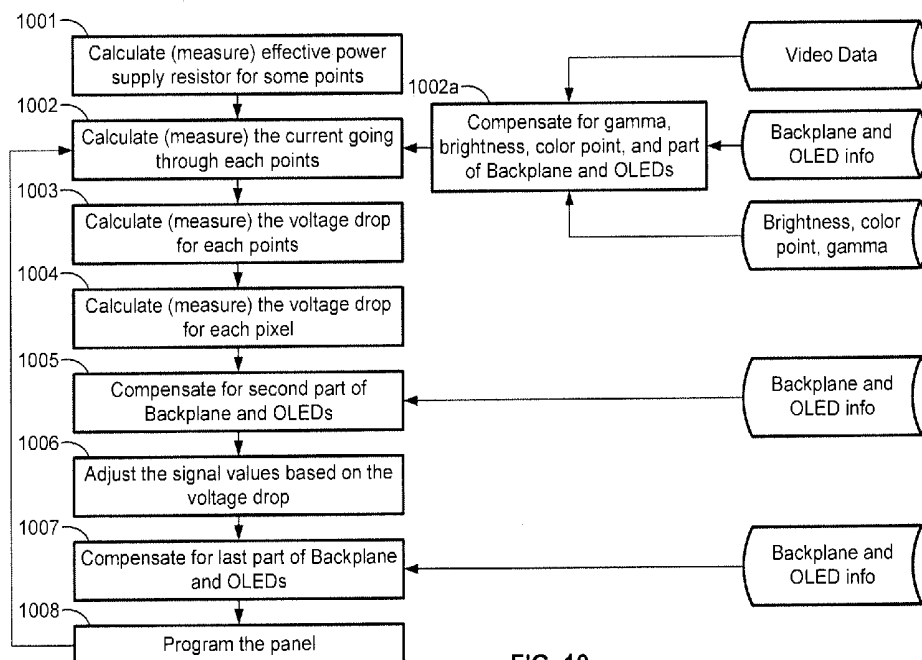 1001
Calculate (measure) effective power
supply resistor for some points
1002
Calculate (measure) the current going
through each points
1003
Calculate (measure) the voltage drop
for each points
1004
Calculate (measure) the voltage drop
for each pixel
1005
Compensate for second part of
Backplane and OLEDs
1006
Adjust the signal values based on the
voltage drop
1007
Compensate for last part of Backplane
and OLEDs
1008
Program the panel
1002a
Compensate for gamma,
brightness, color point, and part
of Backplane and OLEDs
Video Data
Backplane and
OLED info
Brightness, color
point, gamma
Backplane and
OLED info
Backplane and
OLED info
FIG. 10